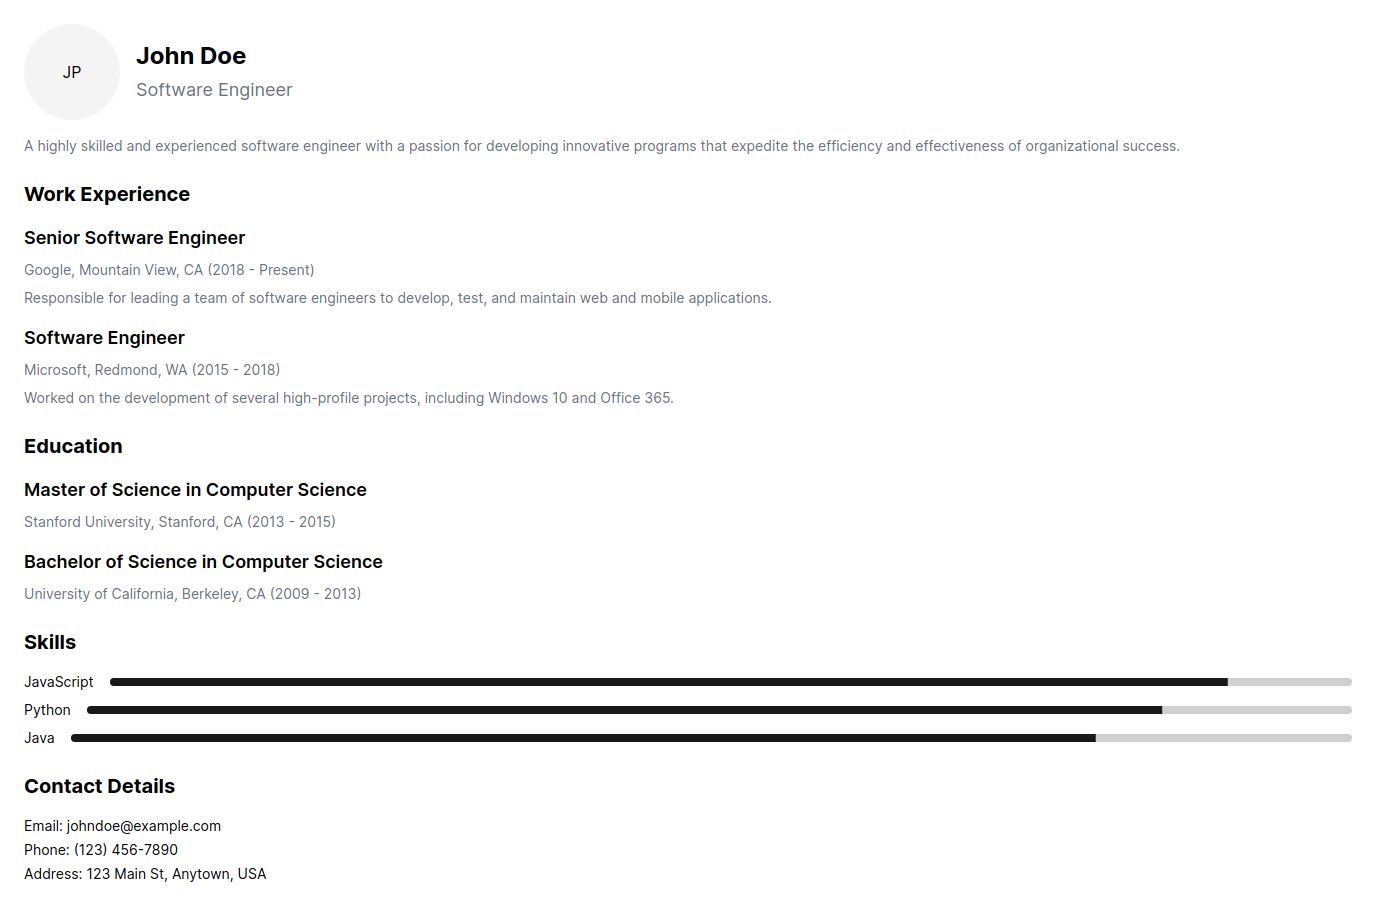 JP
John Doe
Software Engineer
A highly skilled and experienced software engineer with a passion for developing innovative programs that expedite the efficiency and effectiveness of organizational success.
Work Experience
Senior Software Engineer
Google, Mountain View, CA (2018 - Present)
Responsible for leading a team of software engineers to develop, test, and maintain web and mobile applications.
Software Engineer
Microsoft, Redmond, WA (2015 - 2018)
Worked on the development of several high-profile projects, including Windows 10 and Office 365.
Education
Master of Science in Computer Science
Stanford University, Stanford, CA (2013 - 2015)
Bachelor of Science in Computer Science
University of California, Berkeley, CA (2009 - 2013)
Skills
JavaScript
Python
Java
Contact Details
Email: johndoe@example.com
Phone: (123) 456-7890
Address: 123 Main St, Anytown, USA